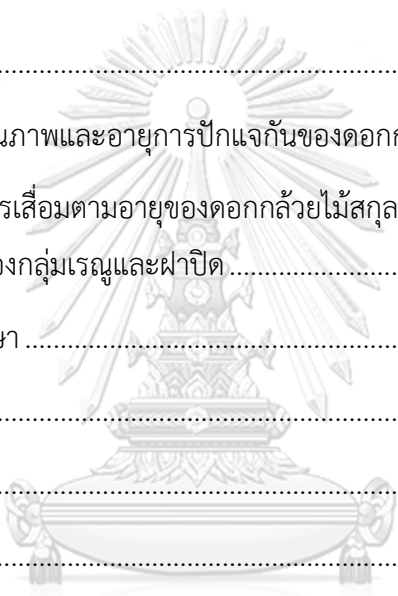 ................................................
นภาพและอายุการปักแจกันของดอกก
รเสื่อมตามอายุของดอกกล้วยไม้สกุล
องกลุ่มเรณูและฝาปิด........................
ษา................................................
................................................
................................................
................................................